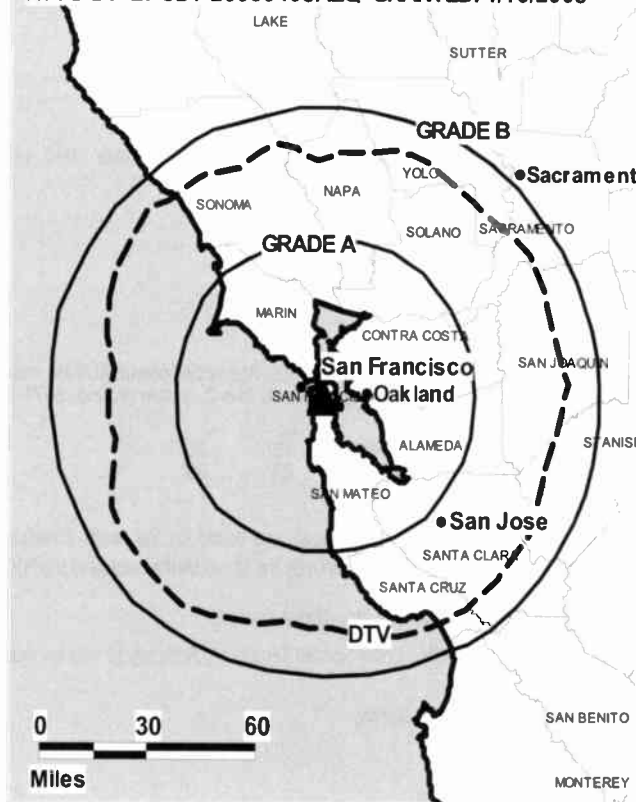 LAKE
SUTTER
GRADE B
YOLO
Sacrament
NAPA
SONOMA
SOLANO
SACRAMENTO
GRADE A
MARIN
CONTRA COSTA
San Francisco
SAN JOAQUIN
Oakland
ALAMEDA
STANISI
SAN MATEO
San Jose
SANTA CLARA
SANTA CRUZ
DTV
0 30 60
Miles
SAN BENITO
MONTEREY